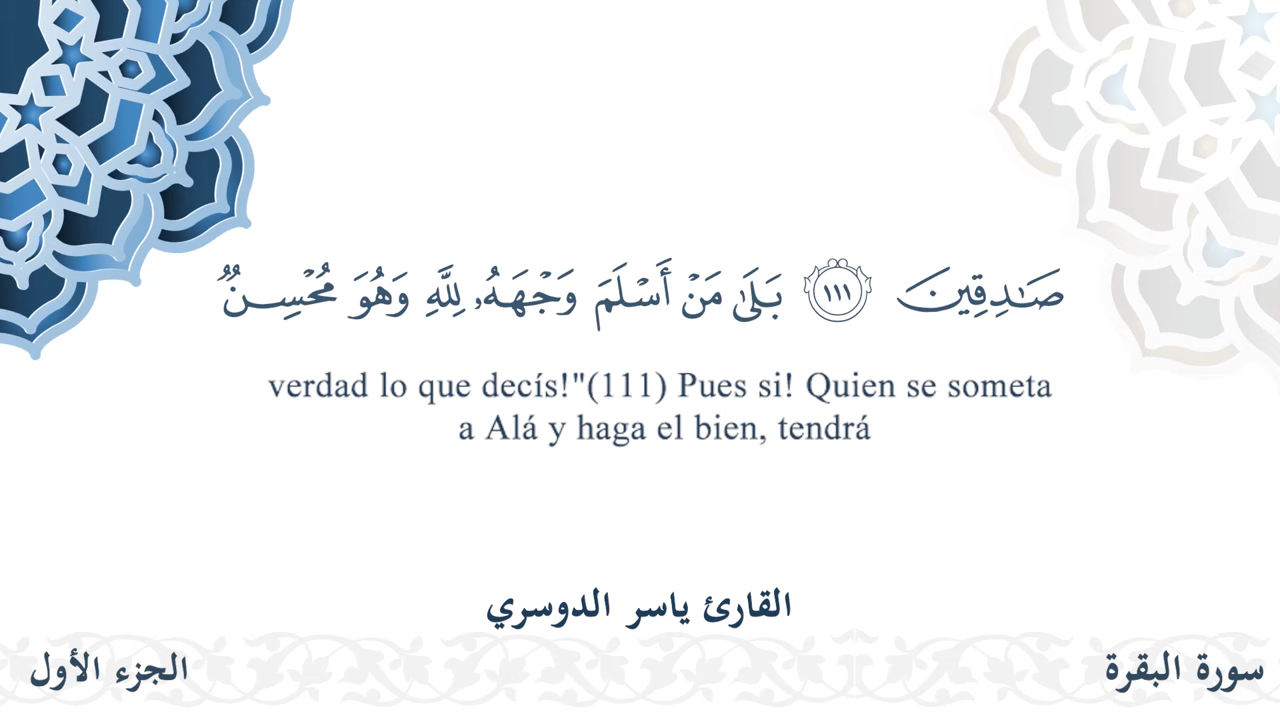 صَـٰدِقِينَ ١١١ بَلَىٰ مَنْ أَسْلَمَ وَجْهَهُۥ لِلَّهِ وَهُوَ مُحْسِنٌ
verdad lo que decís!"(111) Pues si! Quien se someta
a Alá y haga el bien, tendrá
القارئ ياسر الدوسري
سورة البقرة
الجزء الأول